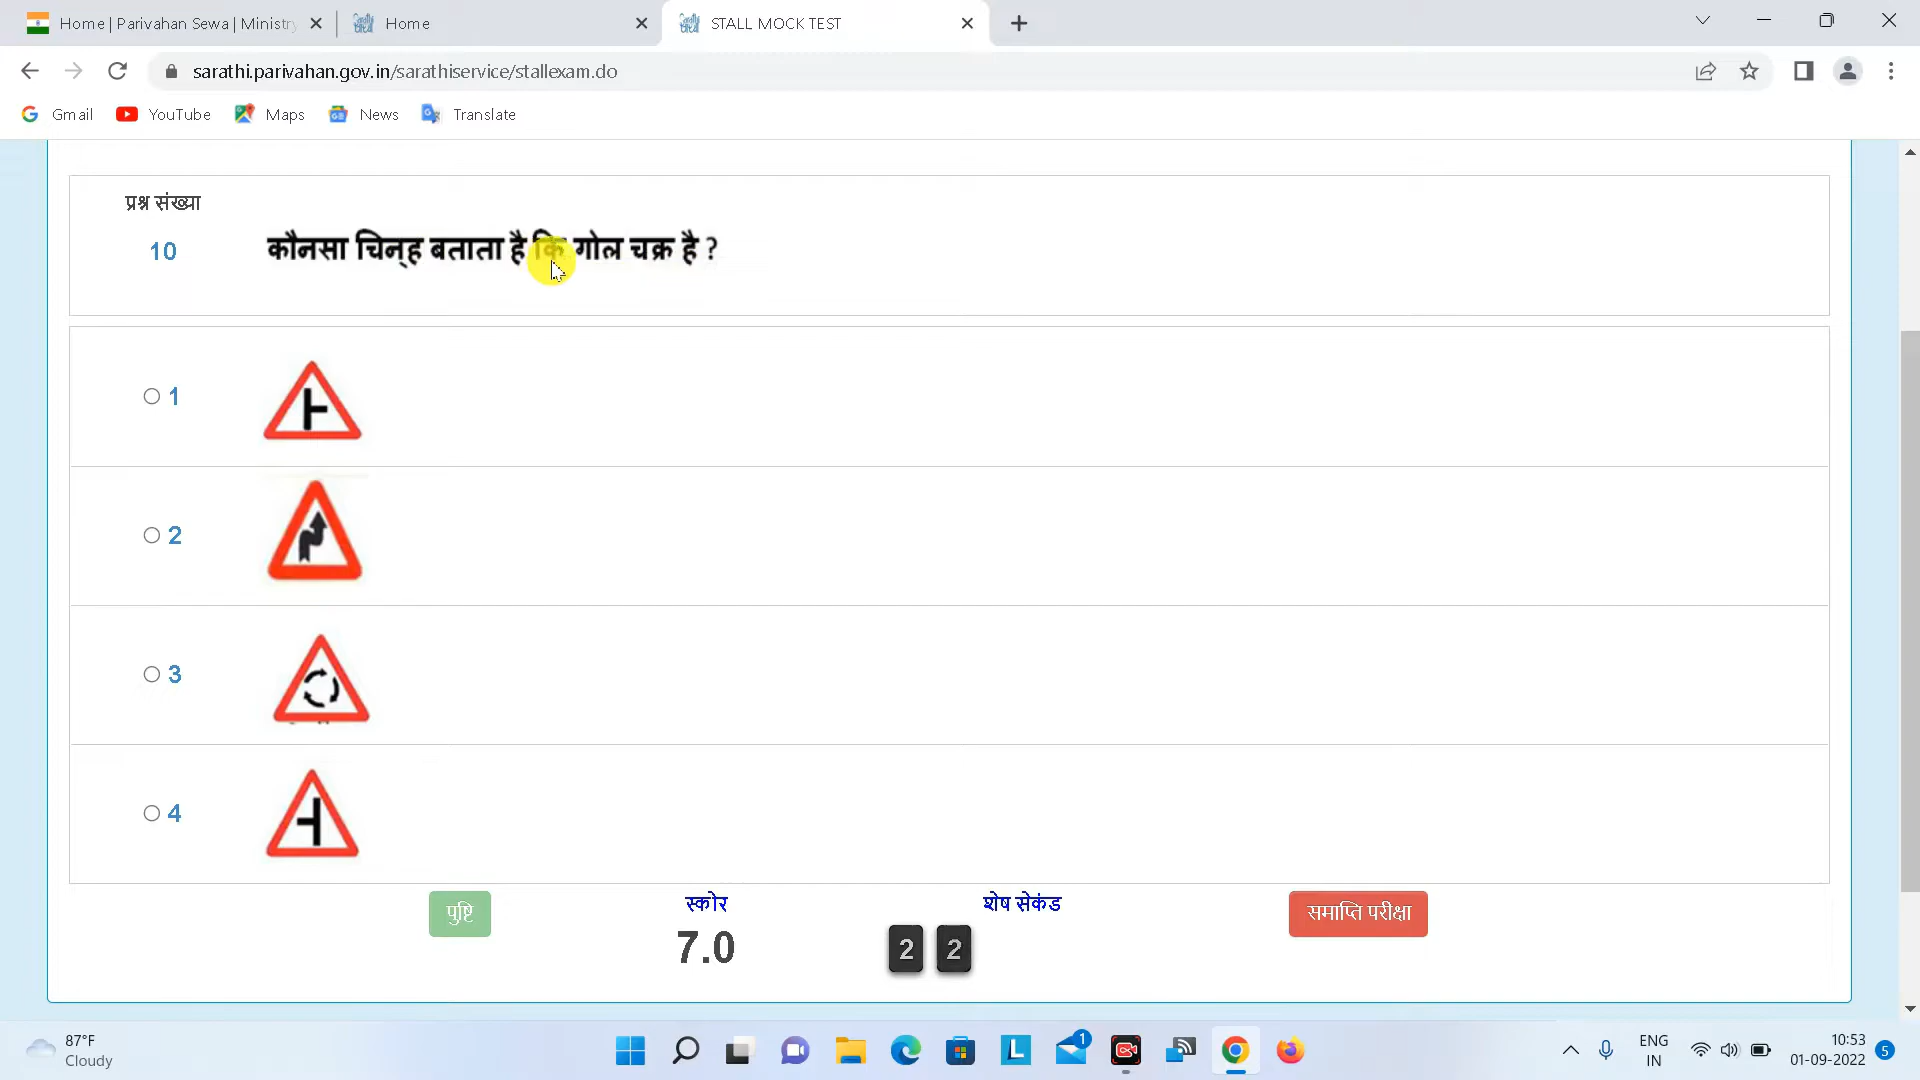 Home | Parivahan Sewa | Ministry
Home
STALL MOCK TEST
sarathi.parivahan.gov.in/sarathiservice/stallexam.do
Gmail
YouTube
Maps
News
Translate
प्रश्न संख्या
10
कौनसा चिन्ह बताता है कि गोल चक्र है ?
1
2
3
4
पुष्टि
स्कोर
7.0
शेष सेकंड
2 2
समाप्ति परीक्षा
87°F
Cloudy
1
ENG
IN
10:53
01-09-2022
5